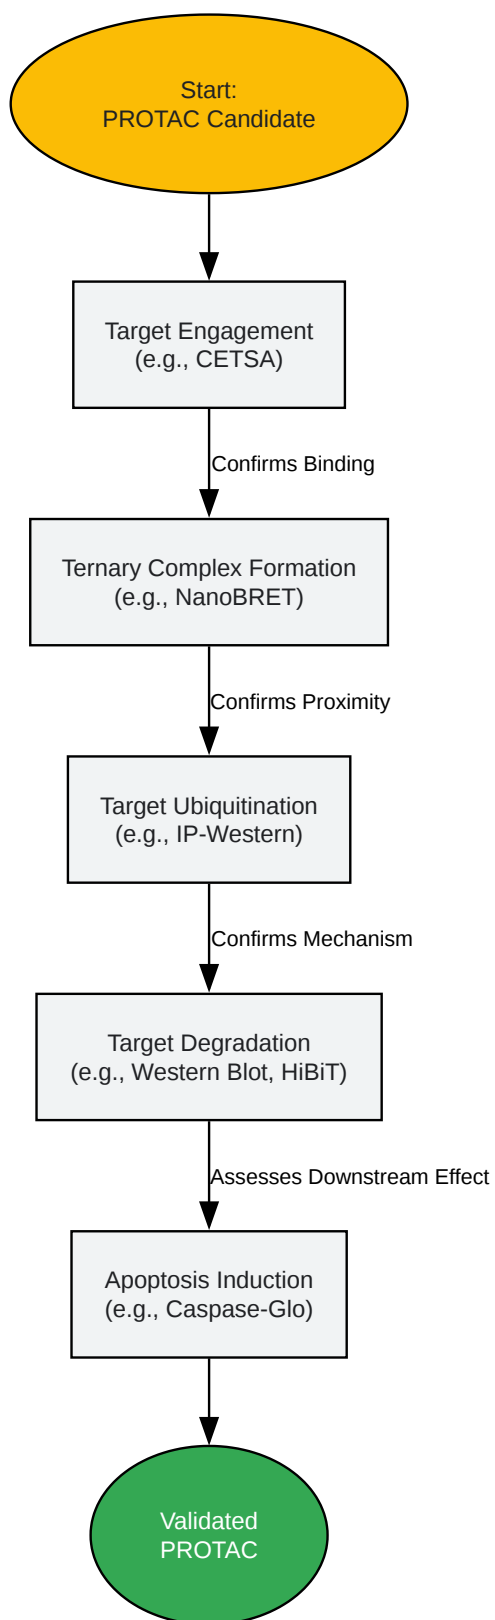 Start:
PROTAC Candidate
Target Engagement
(e.g., CETSA)
Confirms Binding
Ternary Complex Formation
(e.g., NanoBRET)
Confirms Proximity
Target Ubiquitination
(e.g., IP-Western)
Confirms Mechanism
Target Degradation
(e.g., Western Blot, HiBiT)
Assesses Downstream Effect
Apoptosis Induction
(e.g., Caspase-Glo)
Validated
PROTAC